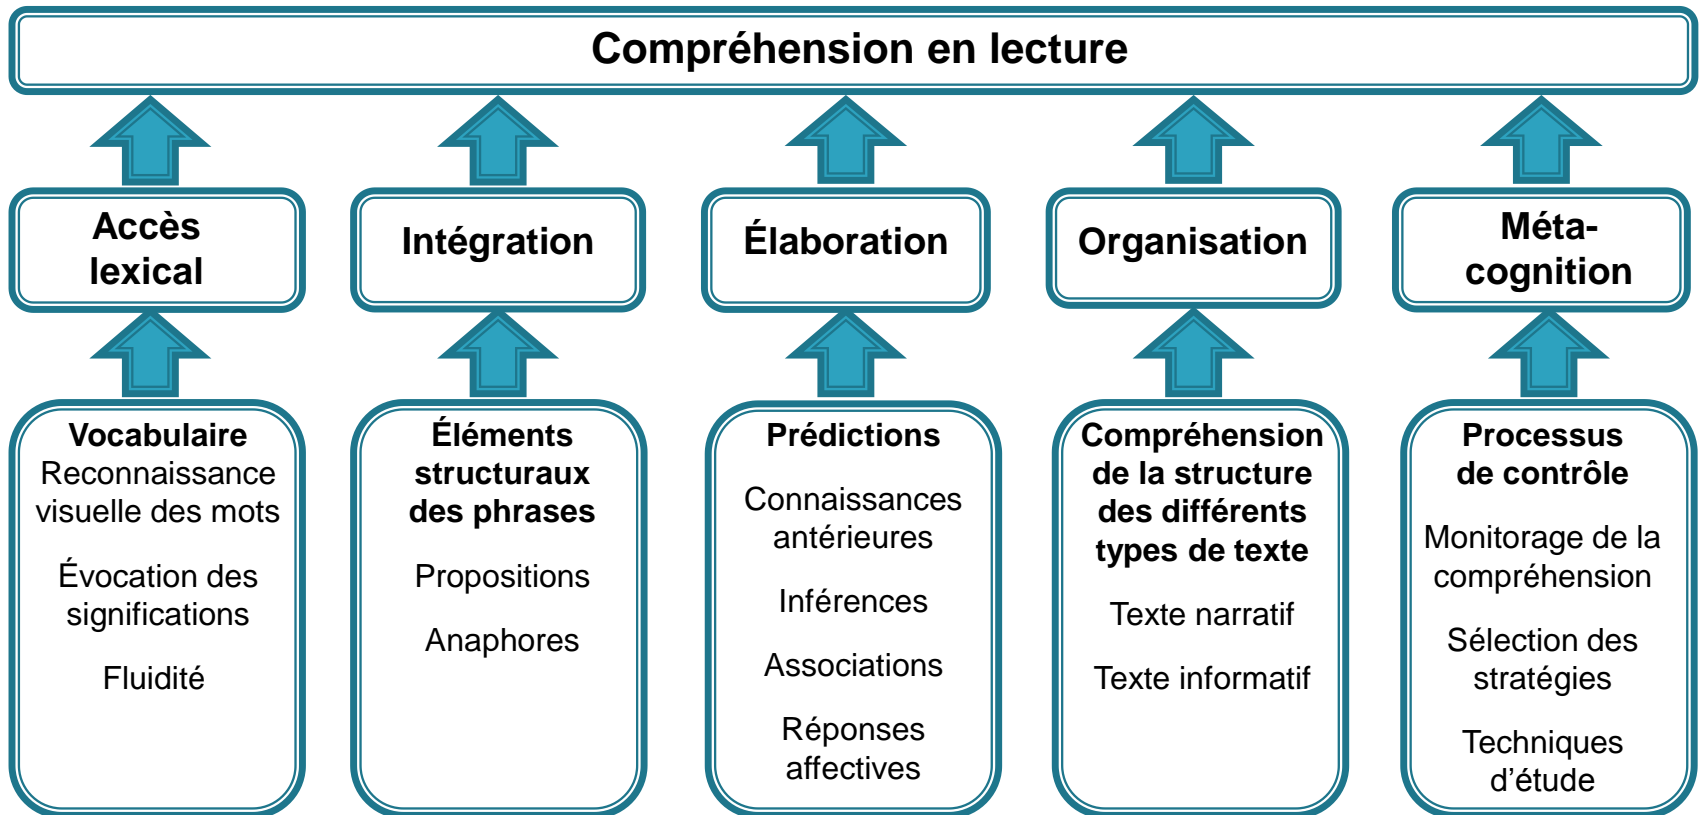 Compréhension en lecture
Accès
lexical
Intégration
Élaboration
Organisation
Méta-
cognition
Vocabulaire
Reconnaissance
visuelle des mots
Évocation des
significations
Fluidité
Éléments
structuraux
des phrases
Propositions
Anaphores
Prédictions
Connaissances
antérieures
Inférences
Associations
Réponses
affectives
Compréhension
de la structure
des différents
types de texte
Texte narratif
Texte informatif
Processus
de contrôle
Monitorage de la
compréhension
Sélection des
stratégies
Techniques
d’étude